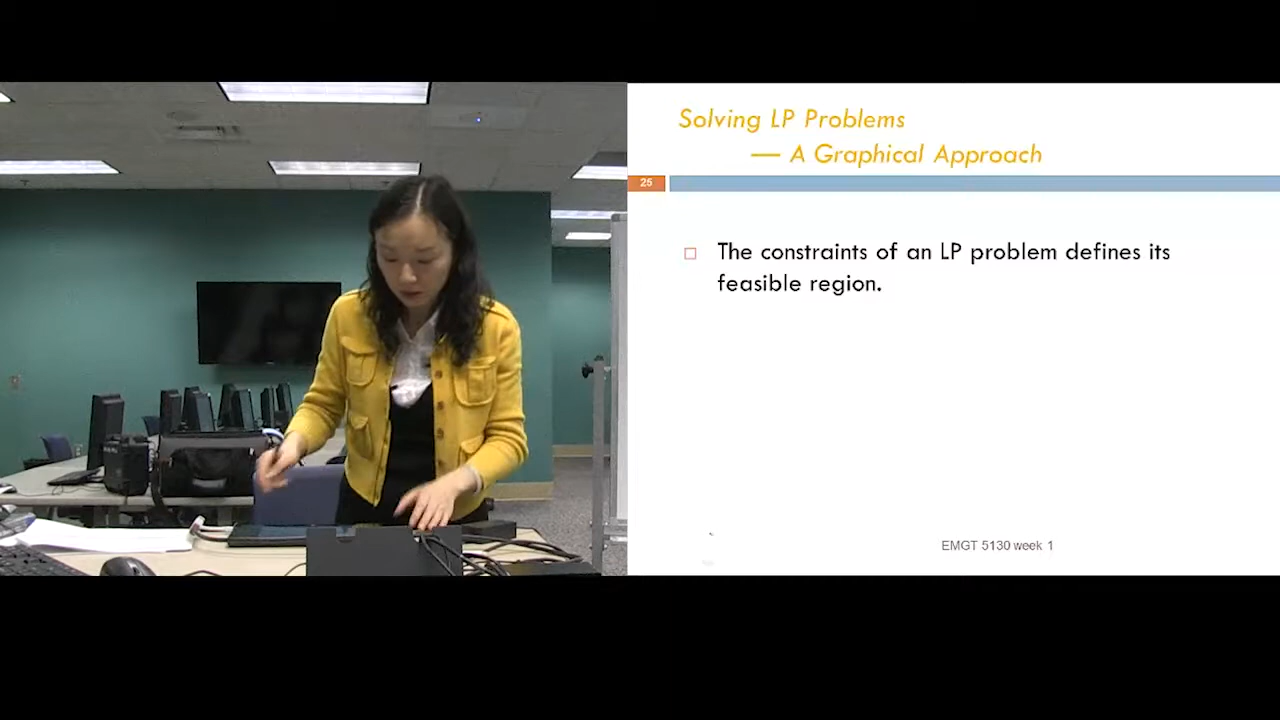 Solving LP Problems
— A Graphical Approach
25
The constraints of an LP problem defines its
feasible region.
EMGT 5130 week 1